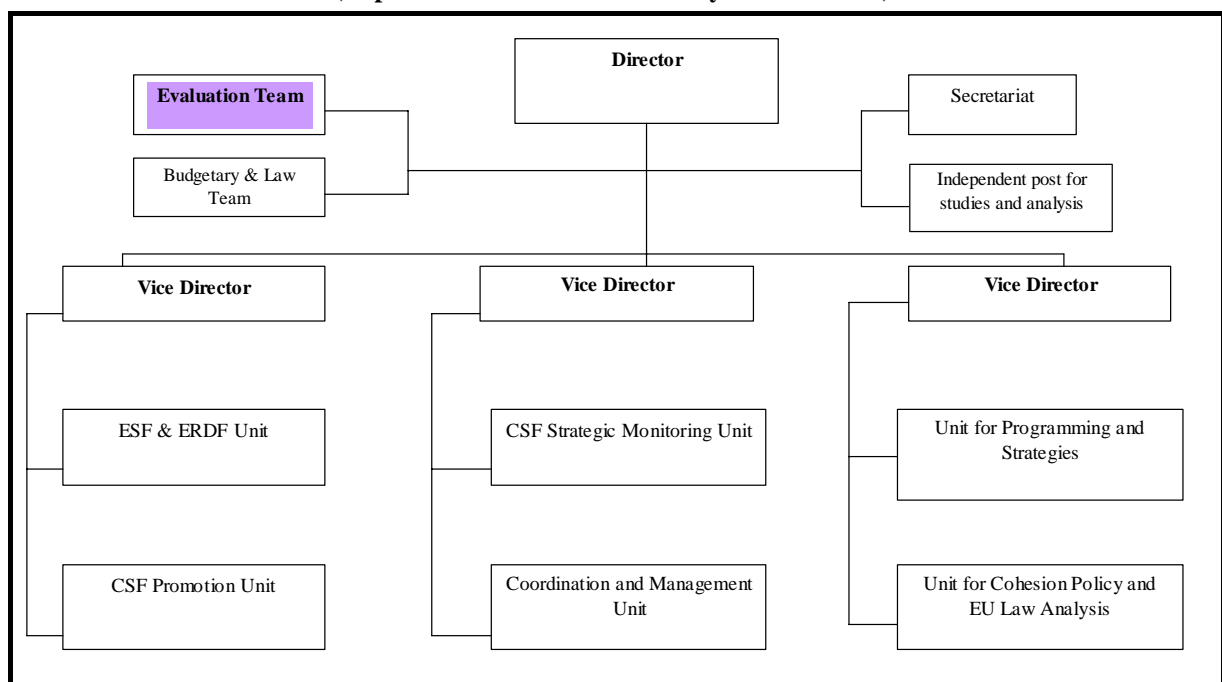 Director
Evaluation Team
Secretariat
Budgetary & Law
Team
Independent post for
studies and analysis
Vice Director
Vice Director
Vice Director
ESF & ERDF Unit
CSF Strategic Monitoring Unit
Unit for Programming and
Strategies
CSF Promotion Unit
Coordination and Management
Unit
Unit for Cohesion Policy and
EU Law Analysis